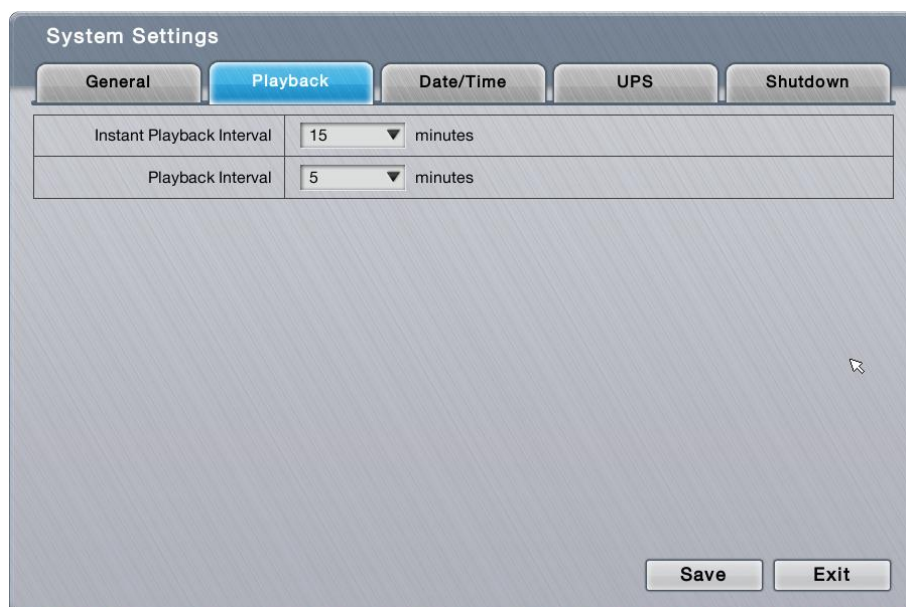 System Settings
General Playback Date/Time UPS Shutdown
Instant Playback Interval 15 minutes
Playback Interval 5 minutes
Save Exit